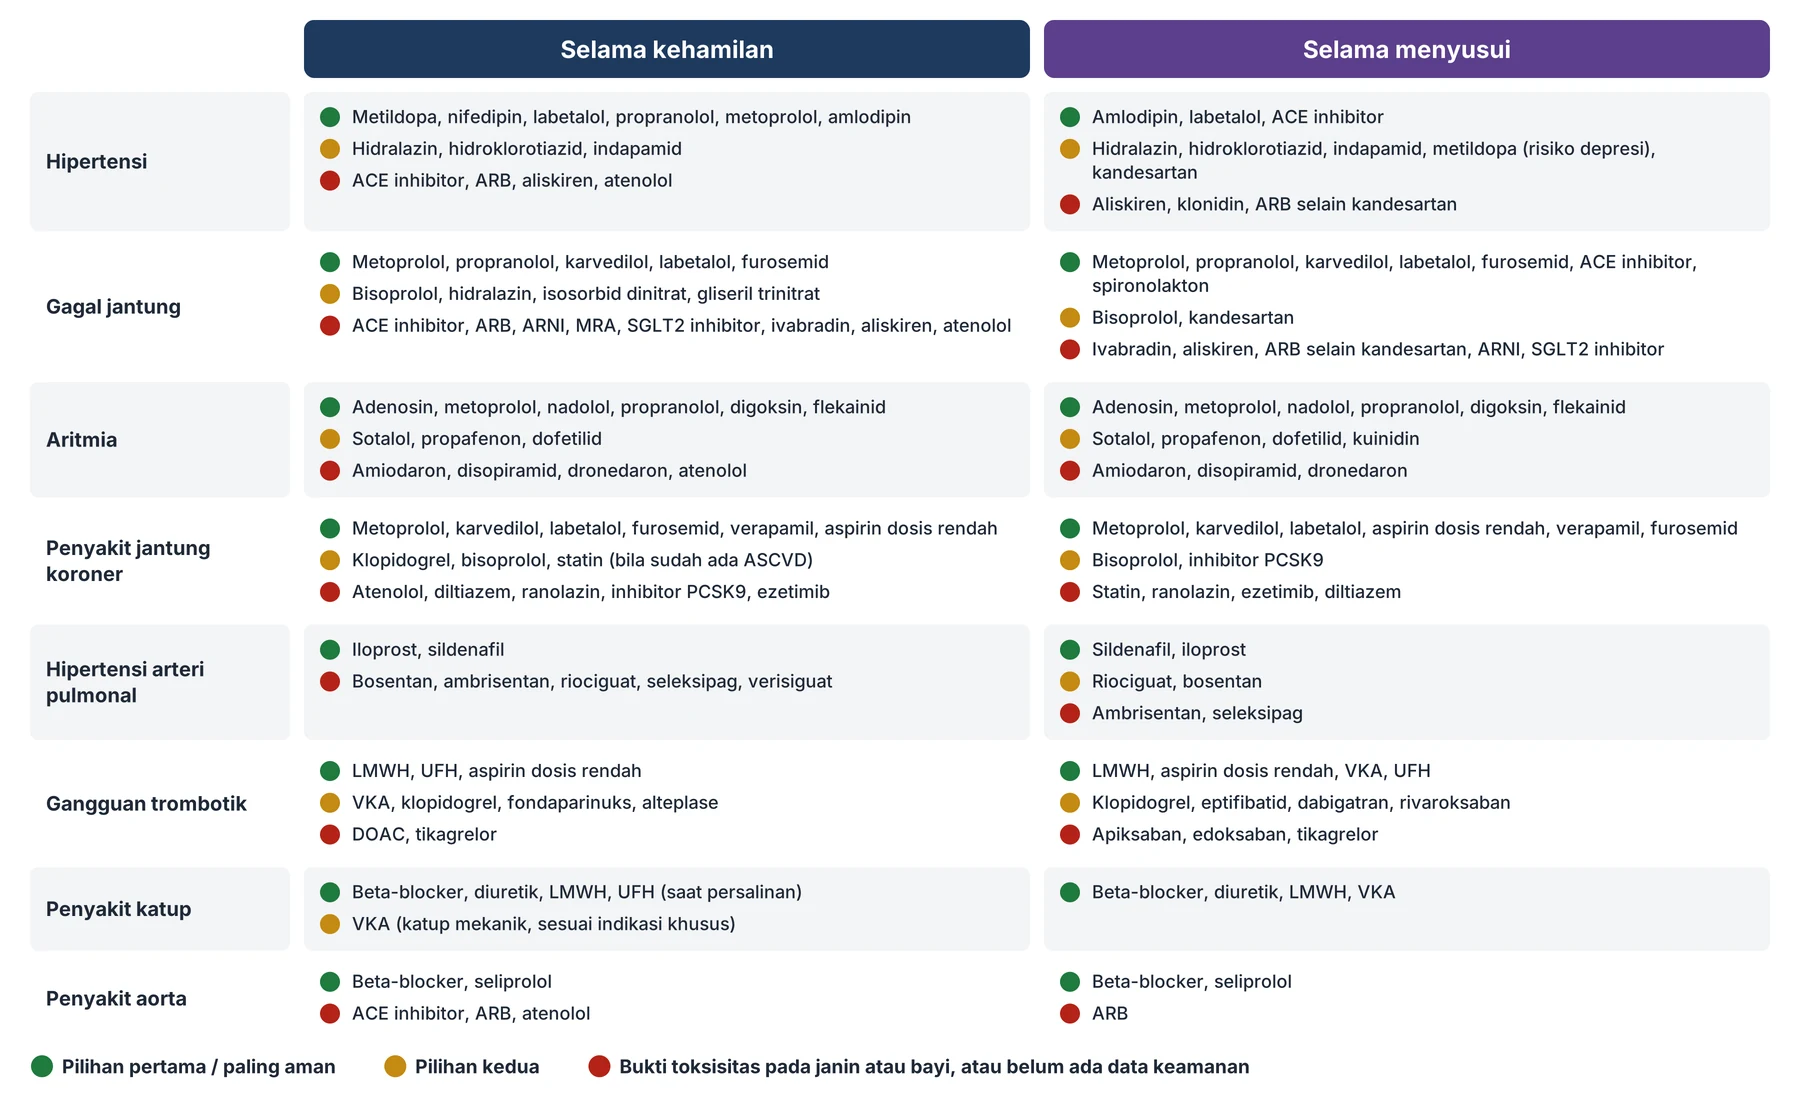 Selama kehamilan
Selama menyusui
Hipertensi
Metildopa, nifedipin, labetalol, propranolol, metoprolol, amlodipin
Hidralazin, hidroklorotiazid, indapamid
ACE inhibitor, ARB, aliskiren, atenolol
Amlodipin, labetalol, ACE inhibitor
Hidralazin, hidroklorotiazid, indapamid, metildopa (risiko depresi),
kandesartan
Aliskiren, klonidin, ARB selain kandesartan
Gagal jantung
Metoprolol, propranolol, karvedilol, labetalol, furosemid
Bisoprolol, hidralazin, isosorbid dinitrat, gliseril trinitrat
ACE inhibitor, ARB, ARNI, MRA, SGLT2 inhibitor, ivabradin, aliskiren, atenolol
Metoprolol, propranolol, karvedilol, labetalol, furosemid, ACE inhibitor,
spironolakton
Bisoprolol, kandesartan
Ivabradin, aliskiren, ARB selain kandesartan, ARNI, SGLT2 inhibitor
Aritmia
Adenosin, metoprolol, nadolol, propranolol, digoksin, flekainid
Sotalol, propafenon, dofetilid
Amiodaron, disopiramid, dronedaron, atenolol
Adenosin, metoprolol, nadolol, propranolol, digoksin, flekainid
Sotalol, propafenon, dofetilid, kuinidin
Amiodaron, disopiramid, dronedaron
Penyakit jantung
koroner
Metoprolol, karvedilol, labetalol, furosemid, verapamil, aspirin dosis rendah
Klopidogrel, bisoprolol, statin (bila sudah ada ASCVD)
Atenolol, diltiazem, ranolazin, inhibitor PCSK9, ezetimib
Metoprolol, karvedilol, labetalol, aspirin dosis rendah, verapamil, furosemid
Bisoprolol, inhibitor PCSK9
Statin, ranolazin, ezetimib, diltiazem
Hipertensi arteri
pulmonal
Iloprost, sildenafil
Bosentan, ambrisentan, riociguat, seleksipag, verisiguat
Sildenafil, iloprost
Riociguat, bosentan
Ambrisentan, seleksipag
Gangguan trombotik
LMWH, UFH, aspirin dosis rendah
VKA, klopidogrel, fondaparinuks, alteplase
DOAC, tikagrelor
LMWH, aspirin dosis rendah, VKA, UFH
Klopidogrel, eptifibatid, dabigatran, rivaroksaban
Apiksaban, edoksaban, tikagrelor
Penyakit katup
Beta-blocker, diuretik, LMWH, UFH (saat persalinan)
VKA (katup mekanik, sesuai indikasi khusus)
Beta-blocker, diuretik, LMWH, VKA
Penyakit aorta
Beta-blocker, seliprolol
ACE inhibitor, ARB, atenolol
Beta-blocker, seliprolol
ARB
Pilihan pertama / paling aman
Pilihan kedua
Bukti toksisitas pada janin atau bayi, atau belum ada data keamanan